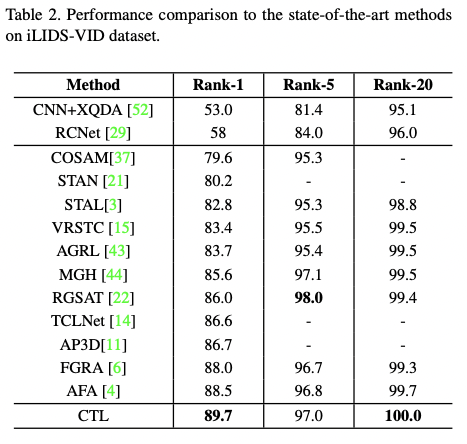 Table 2. Performance comparison to the state-of-the-art methods
on iLIDS-VID dataset.
Method Rank-1 Rank-5 Rank-20
CNN+XQDA [52] 53.0 81.4 95.1
RCNet [29] 58 84.0 96.0
COSAM[37] 79.6 95.3 -
STAN [21] 80.2 - -
STAL[3] 82.8 95.3 98.8
VRSTC [15] 83.4 95.5 99.5
AGRL [43] 83.7 95.4 99.5
MGH [44] 85.6 97.1 99.5
RGSAT [22] 86.0 98.0 99.4
TCLNet [14] 86.6 - -
AP3D[11] 86.7 - -
FGRA [6] 88.0 96.7 99.3
AFA [4] 88.5 96.8 99.7
CTL 89.7 97.0 100.0